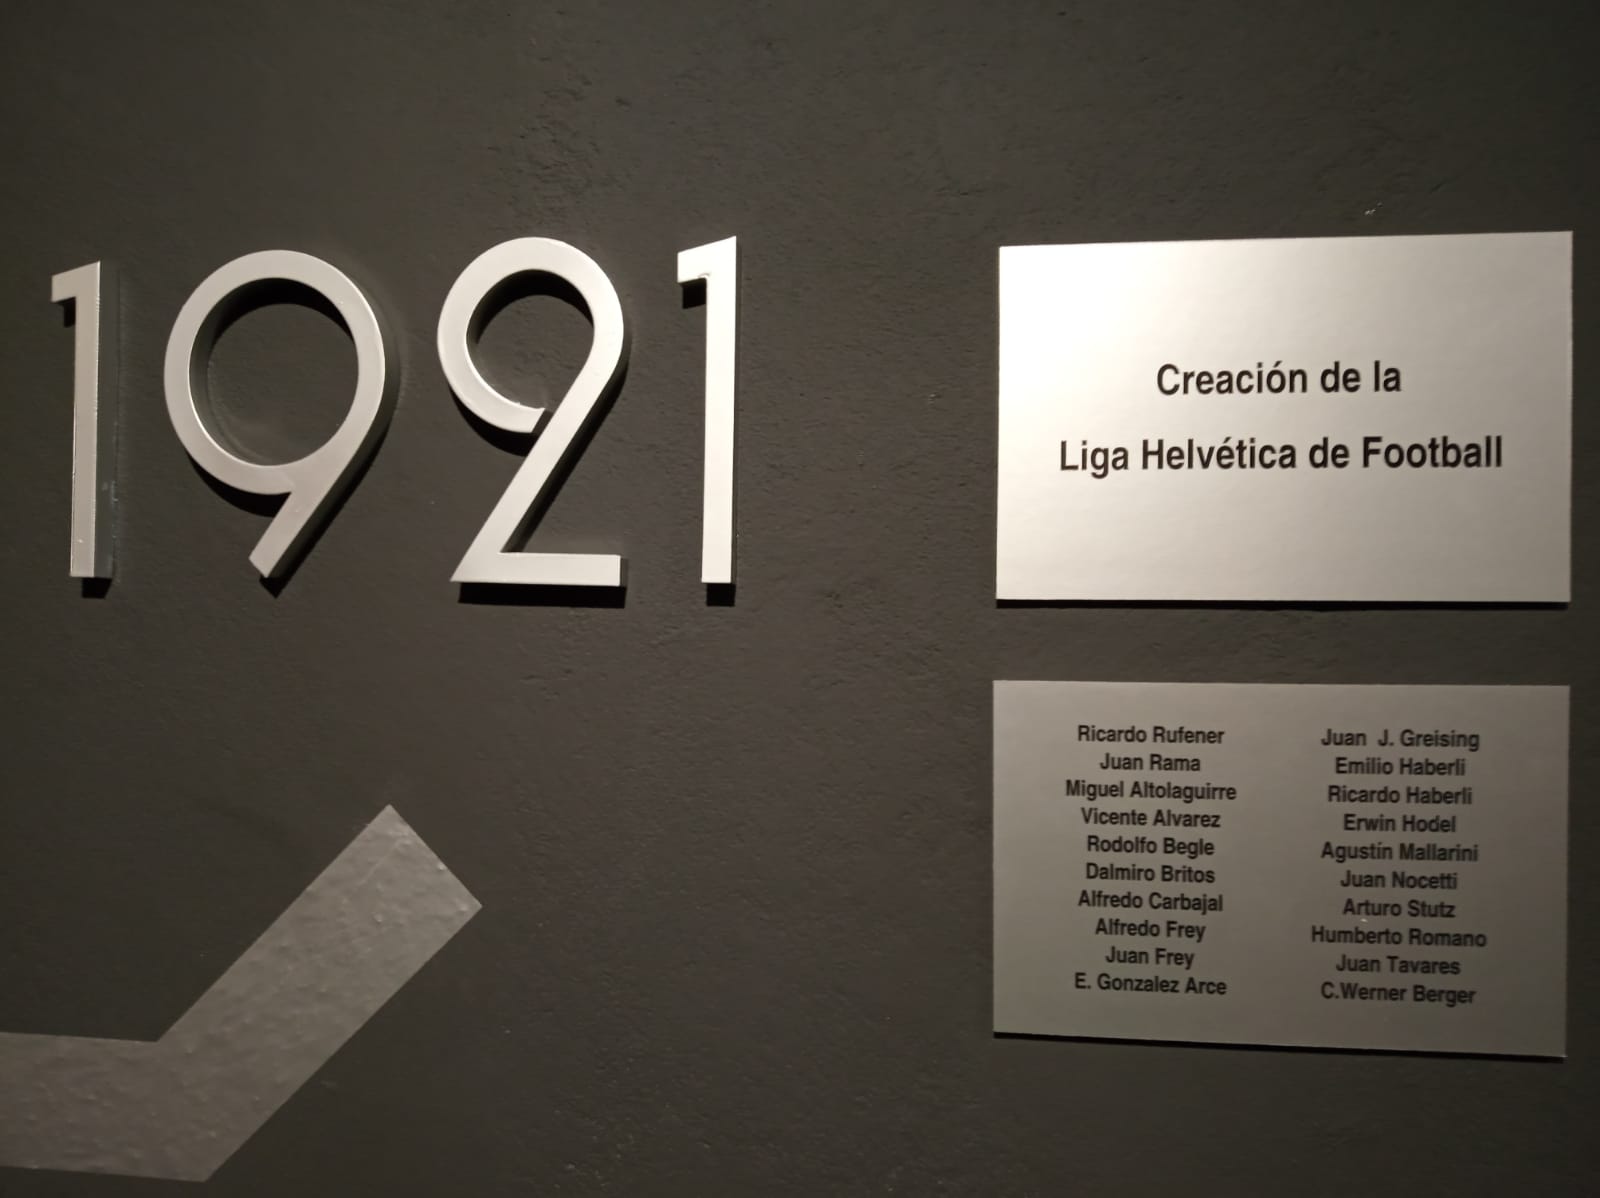 1921
Creación de la
Liga Helvética de Football
Ricardo Rufener
Juan Rama
Miguel Altolaguirre
Vicente Alvarez
Rodolfo Begle
Dalmiro Britos
Alfredo Carbajal
Alfredo Frey
Juan Frey
E. Gonzalez Arce
Juan J. Greising
Emilio Haberli
Ricardo Haberli
Erwin Hodel
Agustín Mallarini
Juan Nocetti
Arturo Stutz
Humberto Romano
Juan Tavares
C.Werner Berger